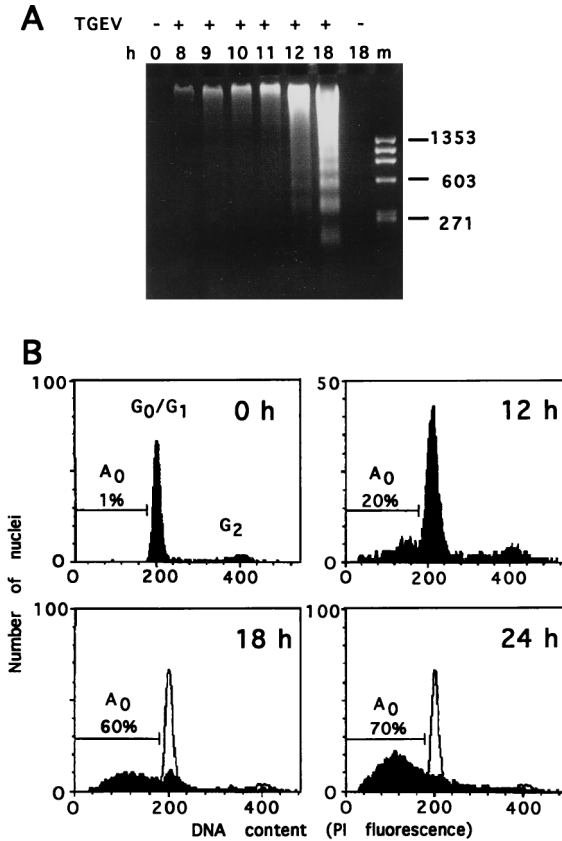 A
TGEV - + + + + + + -
h 0 8 9 10 11 12 18 18 m
1353
603
271
B
Number of nuclei
100
0
G0/G1
0 h
A0
1%
G2
0 200 400
50
0
12 h
A0
20%
0 200 400
100
0
18 h
A0
60%
0 200 400
100
0
24 h
A0
70%
0 200 400
DNA content (PI fluorescence)